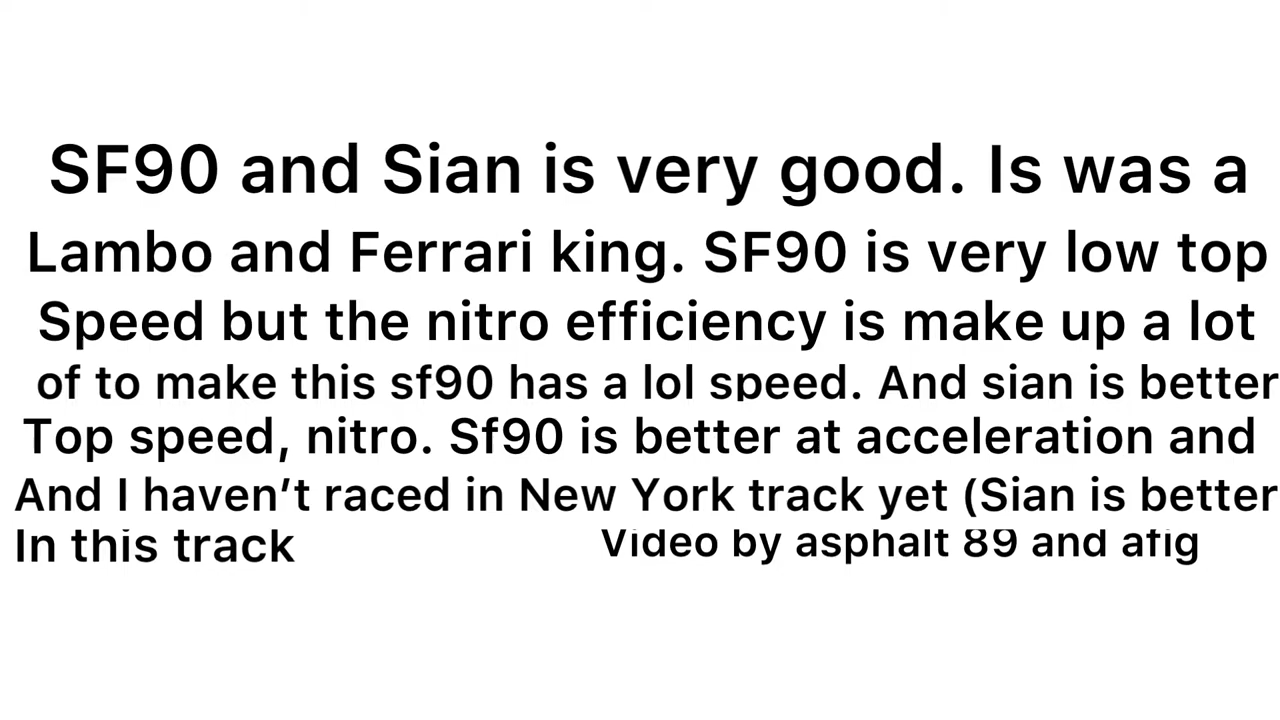 SF90 and Sian is very good. Is was a
Lambo and Ferrari king. SF90 is very low top
Speed but the nitro efficiency is make up a lot
of to make this sf90 has a lol speed. And sian is better
Top speed, nitro. Sf90 is better at acceleration and
And I haven’t raced in New York track yet (Sian is better
In this track
Video by asphalt 89 and afig